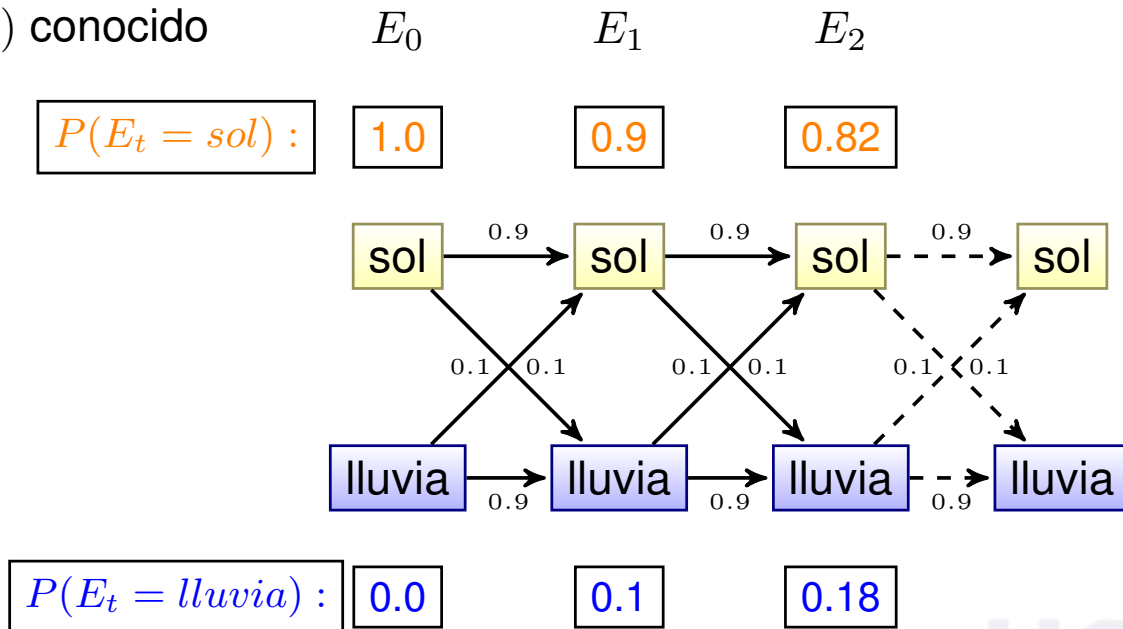 ) conocido E₀ E₁ E₂
P(Eₜ = sol) : 1.0 0.9 0.82
0.9 0.9 0.9
sol sol sol sol
0.1 0.1 0.1 0.1 0.1 0.1
lluvia lluvia lluvia lluvia
0.9 0.9 0.9
P(Eₜ = lluvia) : 0.0 0.1 0.18